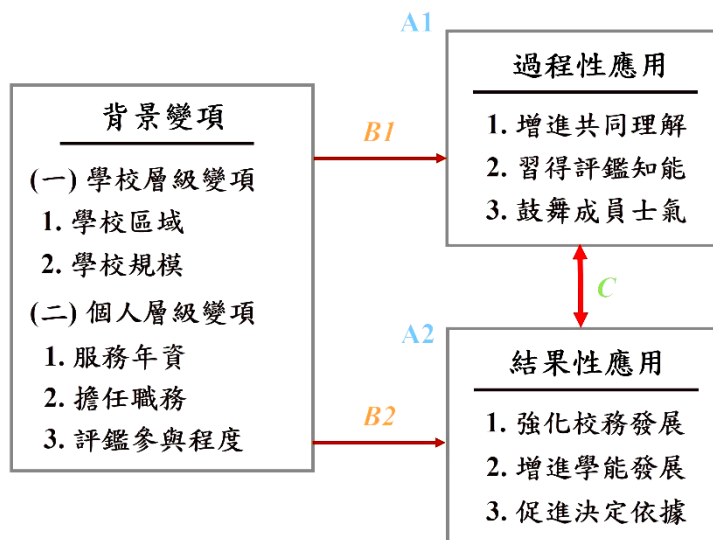 背景變項
(一) 學校層級變項
1. 學校區域
2. 學校規模
(二) 個人層級變項
1. 服務年資
2. 擔任職務
3. 評鑑參與程度
B1
B2
A1
過程性應用
1. 增進共同理解
2. 習得評鑑知能
3. 鼓舞成員士氣
C
A2
結果性應用
1. 強化校務發展
2. 增進學能發展
3. 促進決定依據